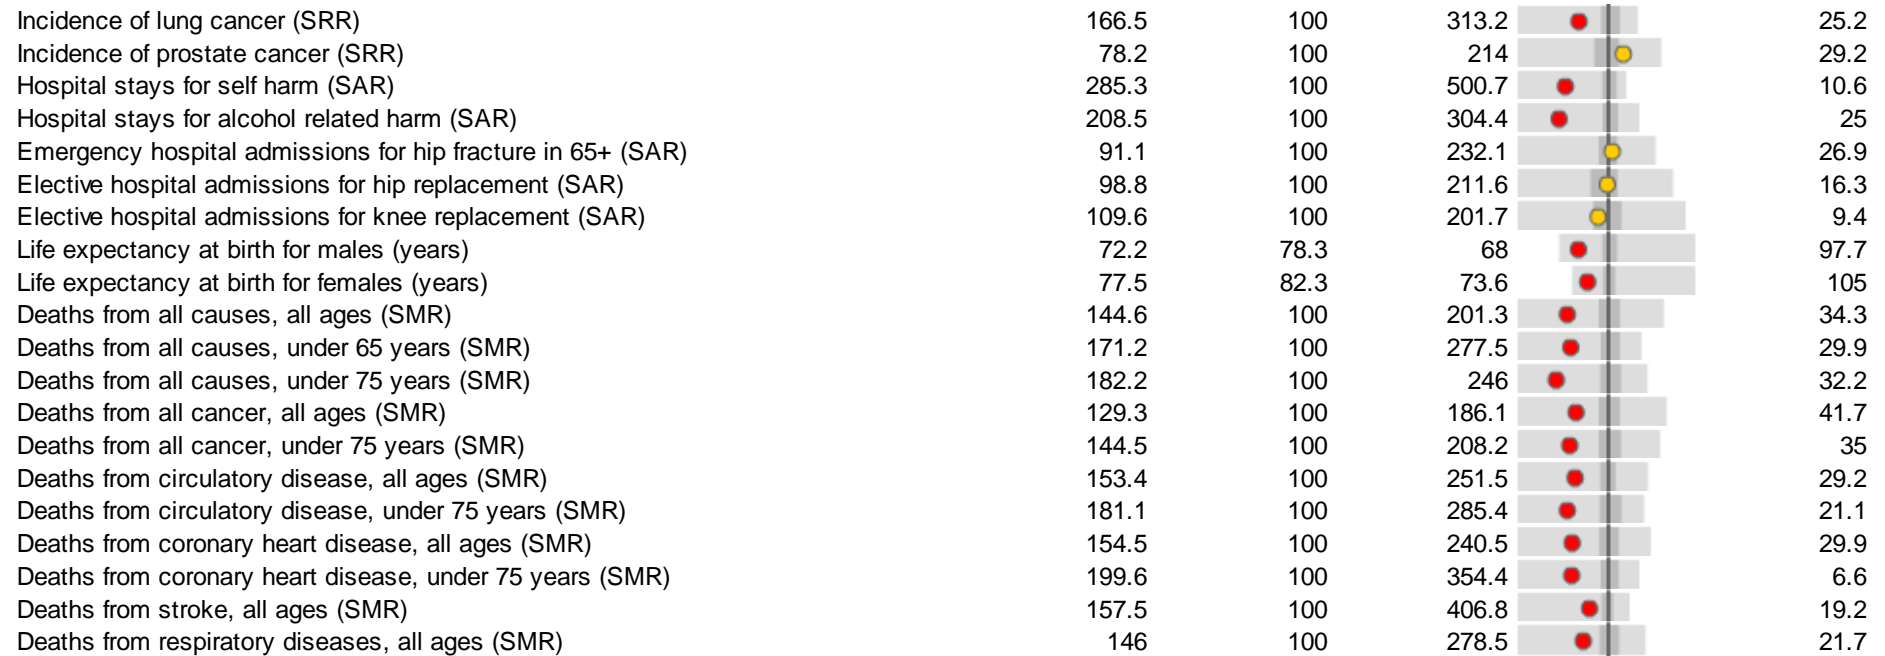 Incidence of lung cancer (SRR) 166.5 100 313.2 25.2
Incidence of prostate cancer (SRR) 78.2 100 214 29.2
Hospital stays for self harm (SAR) 285.3 100 500.7 10.6
Hospital stays for alcohol related harm (SAR) 208.5 100 304.4 25
Emergency hospital admissions for hip fracture in 65+ (SAR) 91.1 100 232.1 26.9
Elective hospital admissions for hip replacement (SAR) 98.8 100 211.6 16.3
Elective hospital admissions for knee replacement (SAR) 109.6 100 201.7 9.4
Life expectancy at birth for males (years) 72.2 78.3 68 97.7
Life expectancy at birth for females (years) 77.5 82.3 73.6 105
Deaths from all causes, all ages (SMR) 144.6 100 201.3 34.3
Deaths from all causes, under 65 years (SMR) 171.2 100 277.5 29.9
Deaths from all causes, under 75 years (SMR) 182.2 100 246 32.2
Deaths from all cancer, all ages (SMR) 129.3 100 186.1 41.7
Deaths from all cancer, under 75 years (SMR) 144.5 100 208.2 35
Deaths from circulatory disease, all ages (SMR) 153.4 100 251.5 29.2
Deaths from circulatory disease, under 75 years (SMR) 181.1 100 285.4 21.1
Deaths from coronary heart disease, all ages (SMR) 154.5 100 240.5 29.9
Deaths from coronary heart disease, under 75 years (SMR) 199.6 100 354.4 6.6
Deaths from stroke, all ages (SMR) 157.5 100 406.8 19.2
Deaths from respiratory diseases, all ages (SMR) 146 100 278.5 21.7